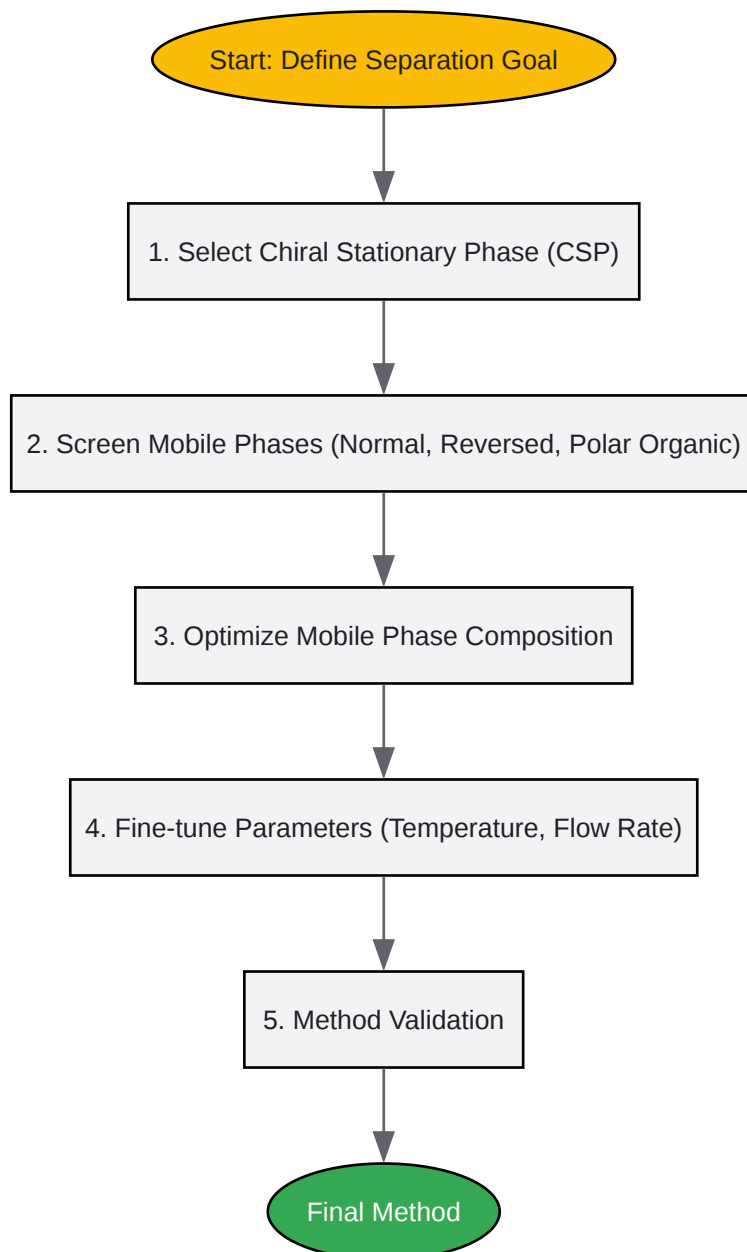 Start: Define Separation Goal
1. Select Chiral Stationary Phase (CSP)
2. Screen Mobile Phases (Normal, Reversed, Polar Organic)
3. Optimize Mobile Phase Composition
4. Fine-tune Parameters (Temperature, Flow Rate)
5. Method Validation
Final Method